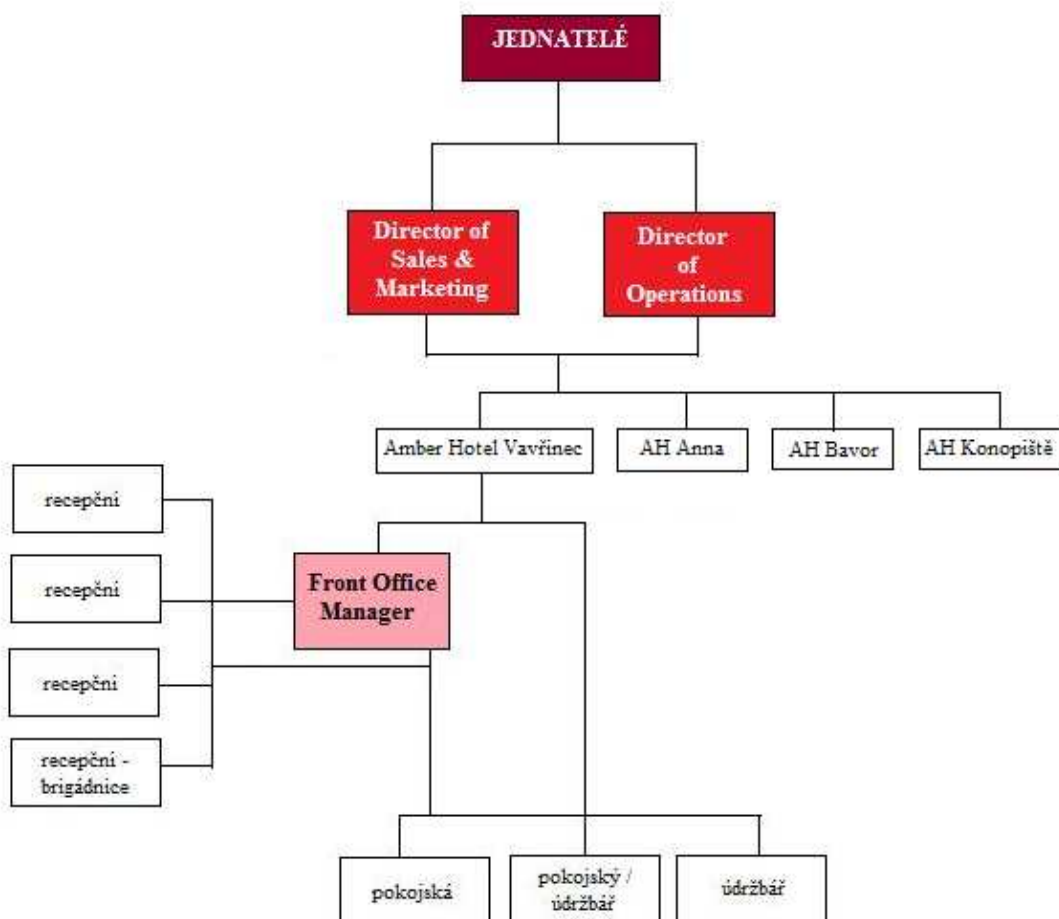 JEDNATELÉ
Director of
Sales &
Marketing
Director
of
Operations
Amber Hotel Vavřinec
AH Anna
AH Bavor
AH Konopiště
recepční
recepční
recepční
recepční -
brigádnice
Front Office
Manager
pokojská
pokojský /
údržbář
údržbář